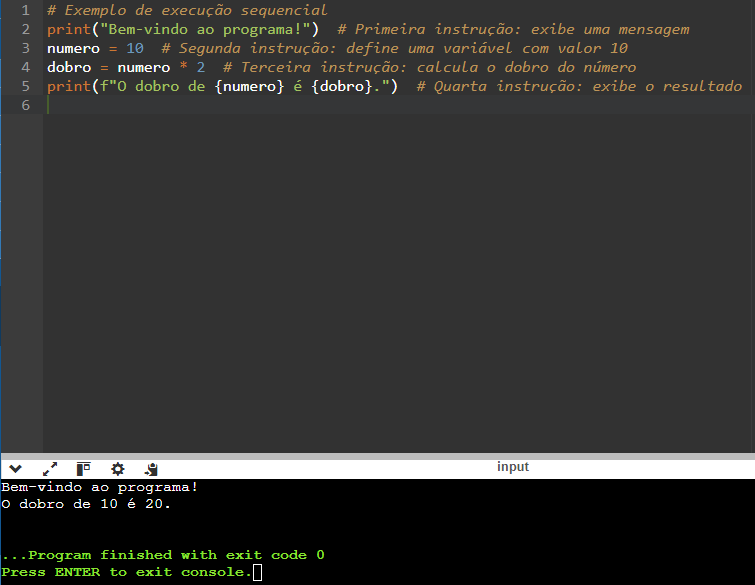 1 # Exemplo de execução sequencial
2 print("Bem-vindo ao programa!")  # Primeira instrução: exibe uma mensagem
3 numero = 10  # Segunda instrução: define uma variável com valor 10
4 dobro = numero * 2  # Terceira instrução: calcula o dobro do número
5 print(f"O dobro de {numero} é {dobro}.")  # Quarta instrução: exibe o resultado
6
input
Bem-vindo ao programa!
O dobro de 10 é 20.
...Program finished with exit code 0
Press ENTER to exit console.